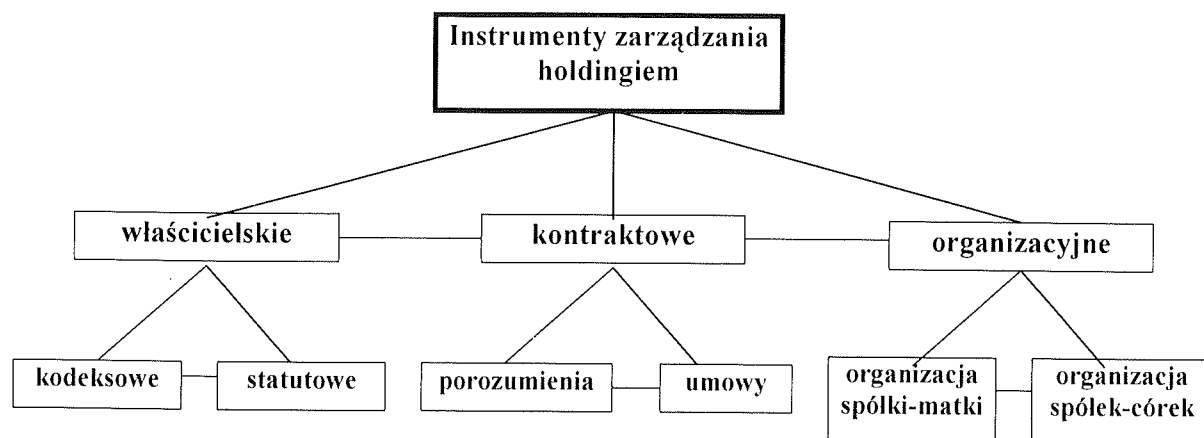 Instrumenty zarządzania
holdingiem
właścicielskie
kontraktowe
organizacyjne
kodeksowe
statutowe
porozumienia
umowy
organizacja
spółki-matki
organizacja
spółek-córek